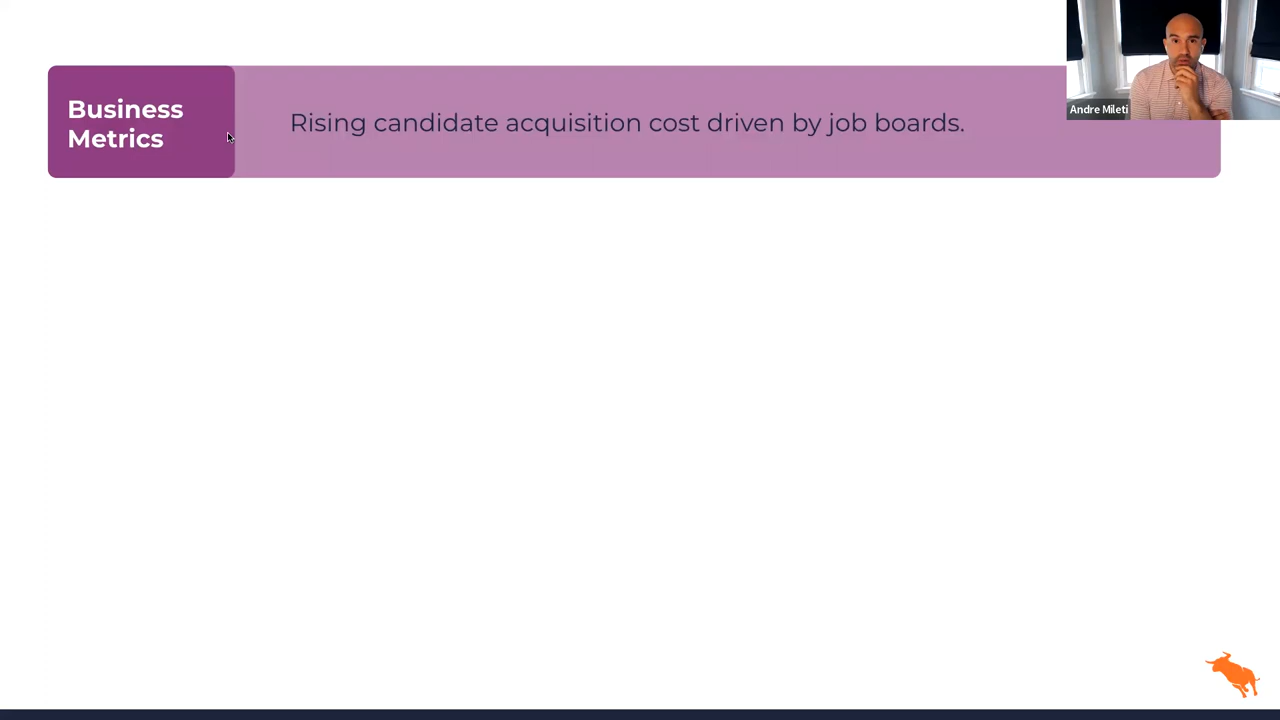 Business
Metrics
Rising candidate acquisition cost driven by job boards.
Andre Mileti